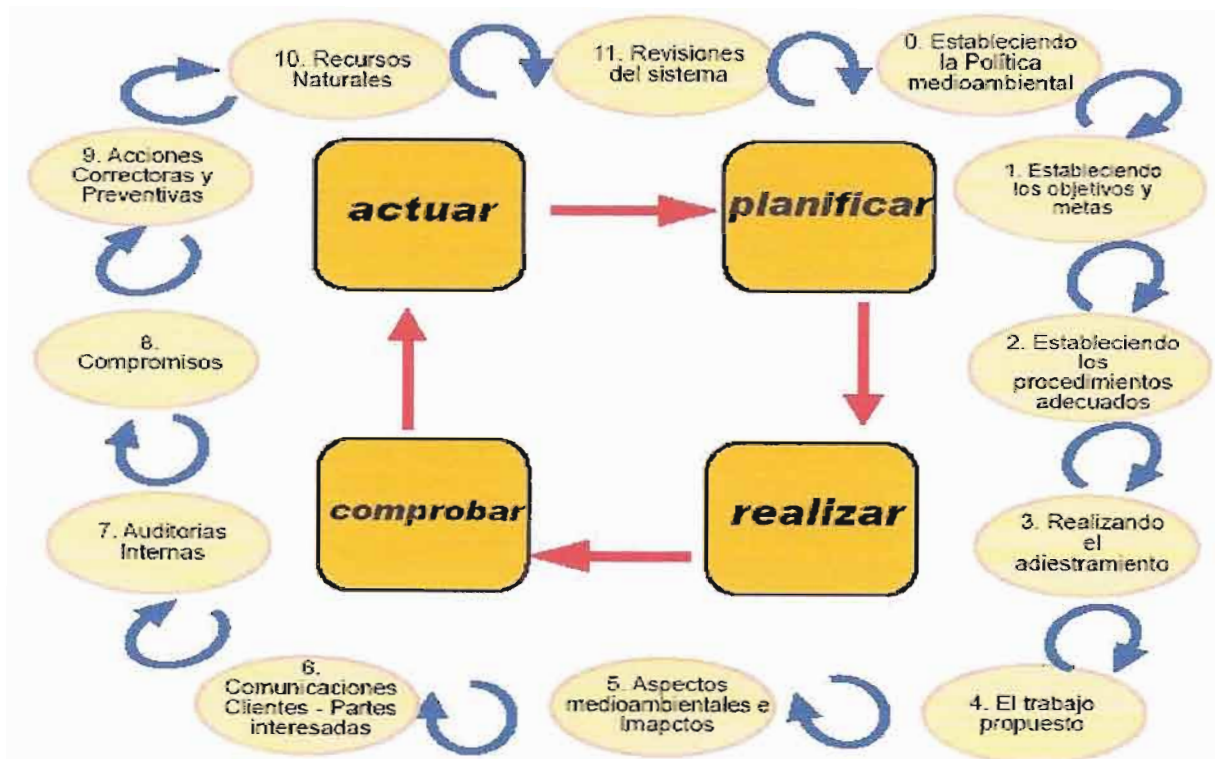 10. Recursos
Naturales
11. Revisiones
del sistema
0. Estableciendo
la Política
medioambiental
1. Estableciendo
los objetivos y
metas
2. Estableciendo
los
procedimientos
adecuados
3. Realizando
el
adiestramiento
4. El trabajo
propuesto
5. Aspectos
medioambientales e
Imapctos
6.
Comunicaciones
Clientes - Partes
interesadas
7. Auditorias
Internas
8.
Compromisos
9. Acciones
Correctoras y
Preventivas
actuar
planificar
realizar
comprobar